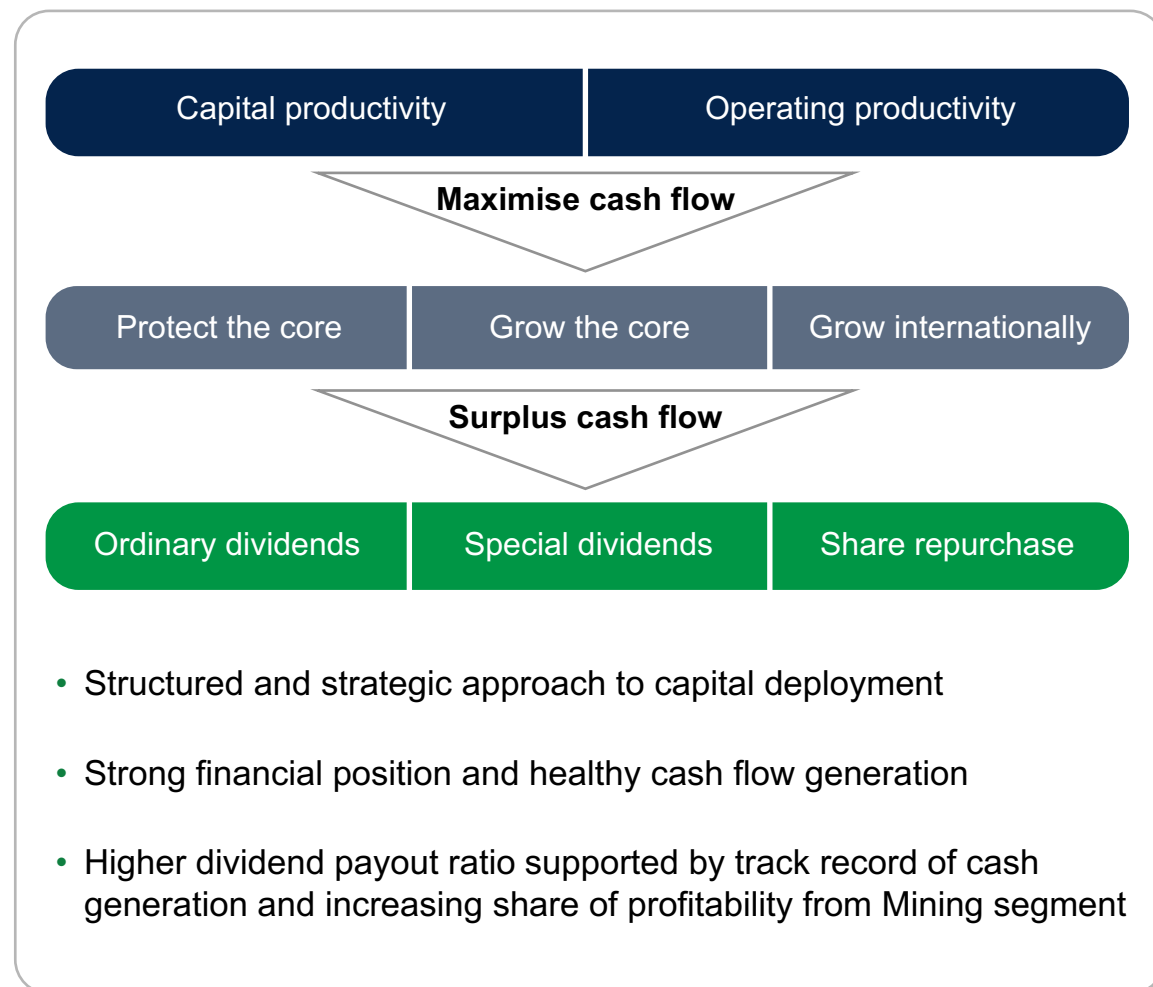 Capital productivity
Operating productivity
Maximise cash flow
Protect the core
Grow the core
Grow internationally
Surplus cash flow
Ordinary dividends
Special dividends
Share repurchase
• Structured and strategic approach to capital deployment
• Strong financial position and healthy cash flow generation
• Higher dividend payout ratio supported by track record of cash
generation and increasing share of profitability from Mining segment